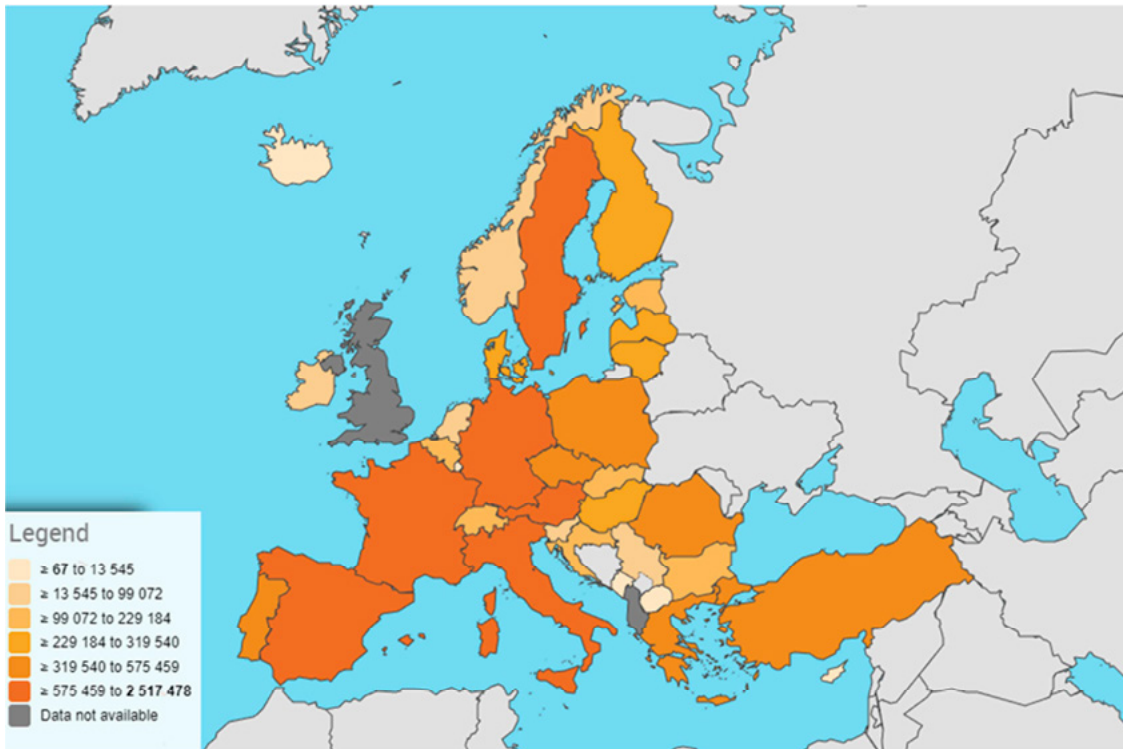 Legend
≥ 67 to 13 545
≥ 13 545 to 99 072
≥ 99 072 to 229 184
≥ 229 184 to 319 540
≥ 319 540 to 575 459
≥ 575 459 to 2 517 478
Data not available